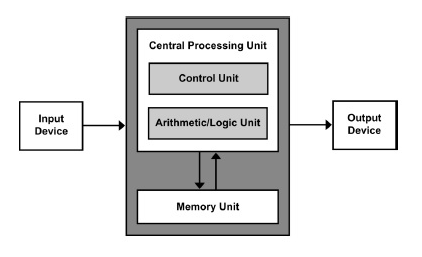 Central Processing Unit
Control Unit
Input
Device
Arithmetic/Logic Unit
Output
Device
Memory Unit